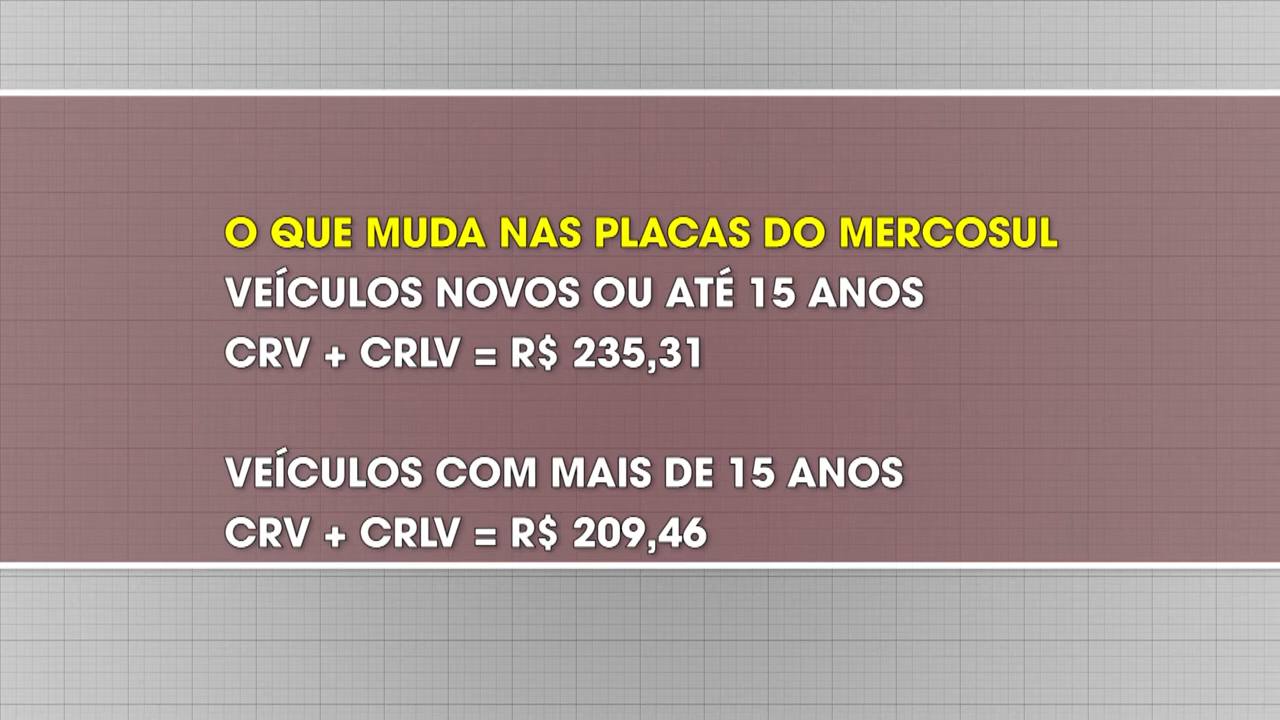 O QUE MUDA NAS PLACAS DO MERCOSUL
VEÍCULOS NOVOS OU ATÉ 15 ANOS
CRV + CRLV = R$ 235,31
VEÍCULOS COM MAIS DE 15 ANOS
CRV + CRLV = R$ 209,46